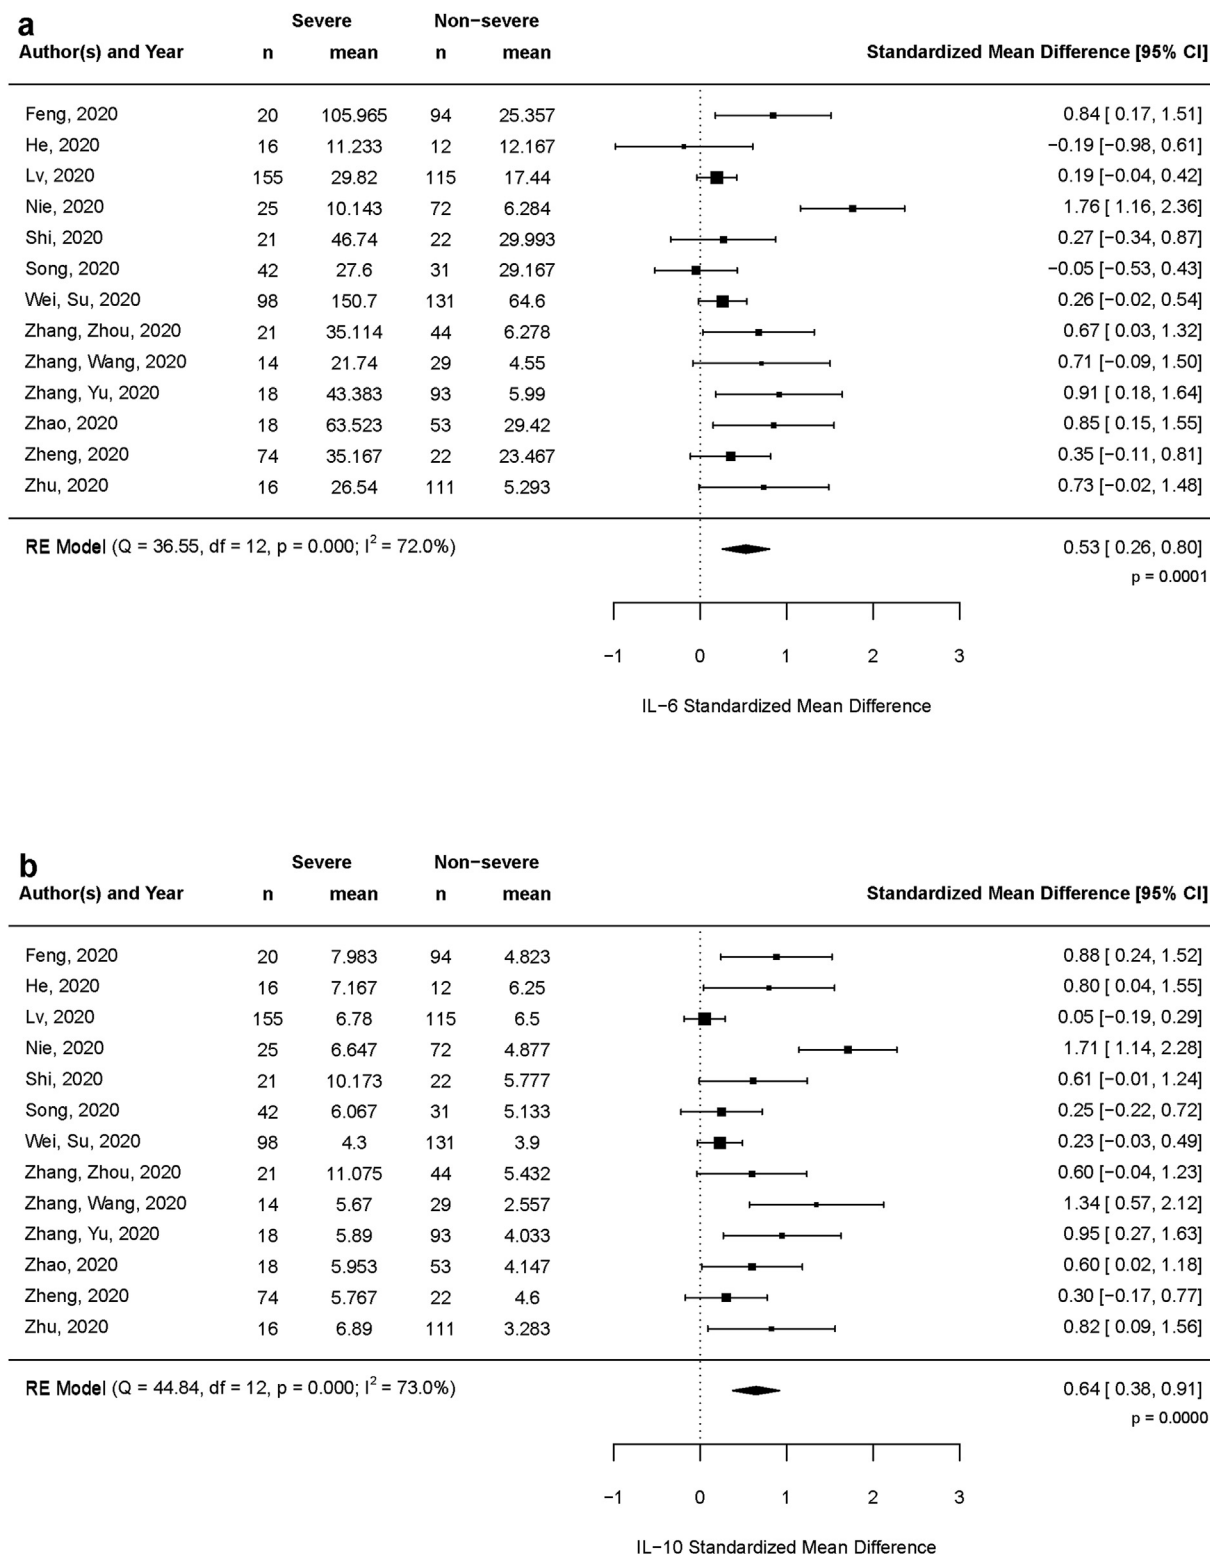 a
Severe Non−severe
Author(s) and Year n mean n mean Standardized Mean Difference [95% CI]
Feng, 2020 20 105.965 94 25.357 0.84 [ 0.17, 1.51]
He, 2020 16 11.233 12 12.167 −0.19 [−0.98, 0.61]
Lv, 2020 155 29.82 115 17.44 0.19 [−0.04, 0.42]
Nie, 2020 25 10.143 72 6.284 1.76 [ 1.16, 2.36]
Shi, 2020 21 46.74 22 29.993 0.27 [−0.34, 0.87]
Song, 2020 42 27.6 31 29.167 −0.05 [−0.53, 0.43]
Wei, Su, 2020 98 150.7 131 64.6 0.26 [−0.02, 0.54]
Zhang, Zhou, 2020 21 35.114 44 6.278 0.67 [ 0.03, 1.32]
Zhang, Wang, 2020 14 21.74 29 4.55 0.71 [−0.09, 1.50]
Zhang, Yu, 2020 18 43.383 93 5.99 0.91 [ 0.18, 1.64]
Zhao, 2020 18 63.523 53 29.42 0.85 [ 0.15, 1.55]
Zheng, 2020 74 35.167 22 23.467 0.35 [−0.11, 0.81]
Zhu, 2020 16 26.54 111 5.293 0.73 [−0.02, 1.48]
RE Model (Q = 36.55, df = 12, p = 0.000; I² = 72.0%) 0.53 [ 0.26, 0.80]
p = 0.0001
−1 0 1 2 3
IL−6 Standardized Mean Difference
b
Severe Non−severe
Author(s) and Year n mean n mean Standardized Mean Difference [95% CI]
Feng, 2020 20 7.983 94 4.823 0.88 [ 0.24, 1.52]
He, 2020 16 7.167 12 6.25 0.80 [ 0.04, 1.55]
Lv, 2020 155 6.78 115 6.5 0.05 [−0.19, 0.29]
Nie, 2020 25 6.647 72 4.877 1.71 [ 1.14, 2.28]
Shi, 2020 21 10.173 22 5.777 0.61 [−0.01, 1.24]
Song, 2020 42 6.067 31 5.133 0.25 [−0.22, 0.72]
Wei, Su, 2020 98 4.3 131 3.9 0.23 [−0.03, 0.49]
Zhang, Zhou, 2020 21 11.075 44 5.432 0.60 [−0.04, 1.23]
Zhang, Wang, 2020 14 5.67 29 2.557 1.34 [ 0.57, 2.12]
Zhang, Yu, 2020 18 5.89 93 4.033 0.95 [ 0.27, 1.63]
Zhao, 2020 18 5.953 53 4.147 0.60 [ 0.02, 1.18]
Zheng, 2020 74 5.767 22 4.6 0.30 [−0.17, 0.77]
Zhu, 2020 16 6.89 111 3.283 0.82 [ 0.09, 1.56]
RE Model (Q = 44.84, df = 12, p = 0.000; I² = 73.0%) 0.64 [ 0.38, 0.91]
p = 0.0000
−1 0 1 2 3
IL−10 Standardized Mean Difference